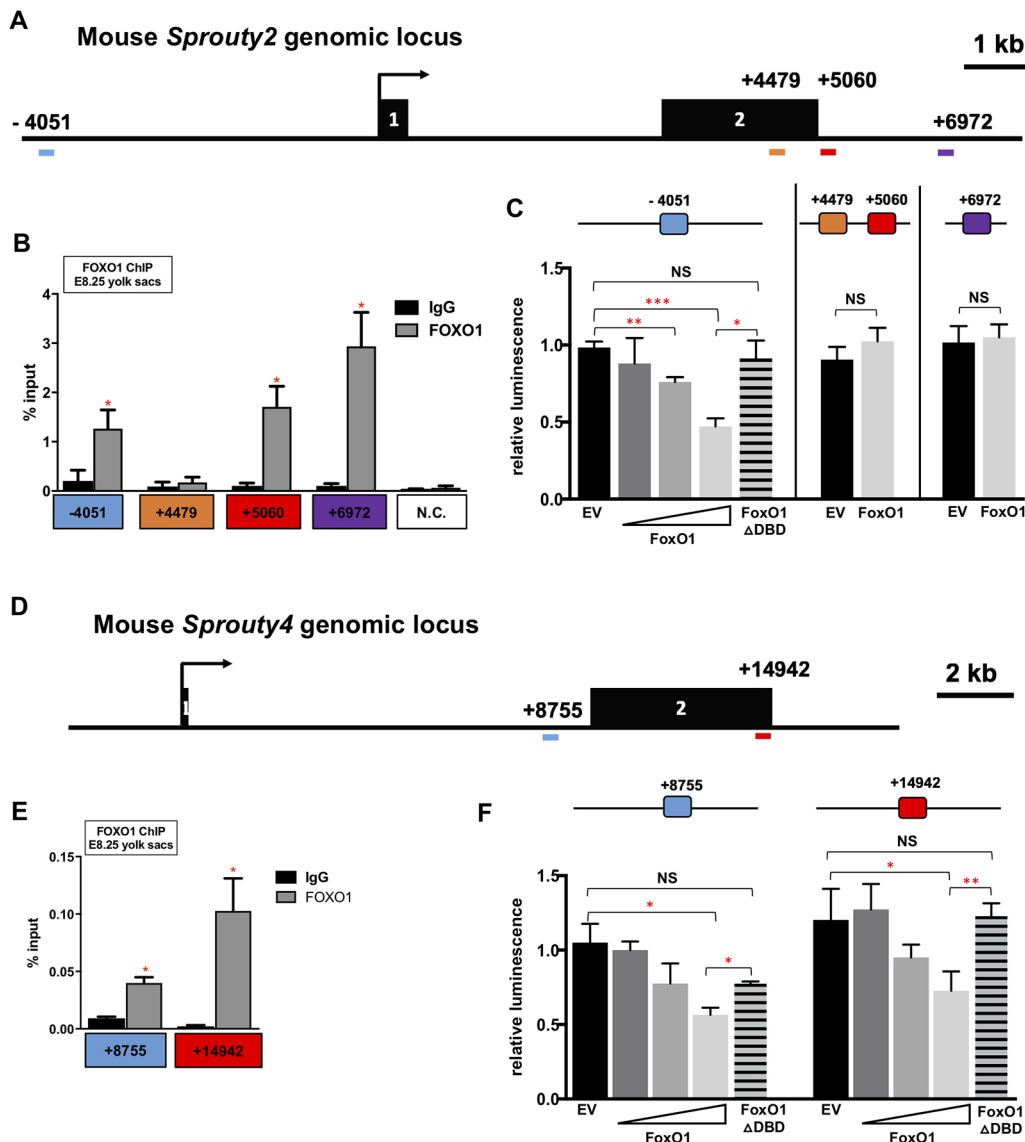 A
Mouse Sprouty2 genomic locus
1 kb
- 4051
1
+4479
+5060
2
+6972
B
FOXO1 ChIP
E8.25 yolk sacs
IgG
FOXO1
% input
4
3
2
1
0
*
*
*
-4051
+4479
+5060
+6972
N.C.
C
- 4051
+4479
+5060
+6972
relative luminescence
1.5
1.0
0.5
0.0
NS
***
**
*
NS
NS
EV
FoxO1
FoxO1
ΔDBD
EV FoxO1
EV FoxO1
D
Mouse Sprouty4 genomic locus
2 kb
1
+8755
2
+14942
E
FOXO1 ChIP
E8.25 yolk sacs
IgG
FOXO1
% input
0.15
0.10
0.05
0.00
*
*
+8755
+14942
F
+8755
+14942
relative luminescence
1.5
1.0
0.5
0.0
NS
*
*
NS
*
**
EV
FoxO1
FoxO1
ΔDBD
EV
FoxO1
FoxO1
ΔDBD